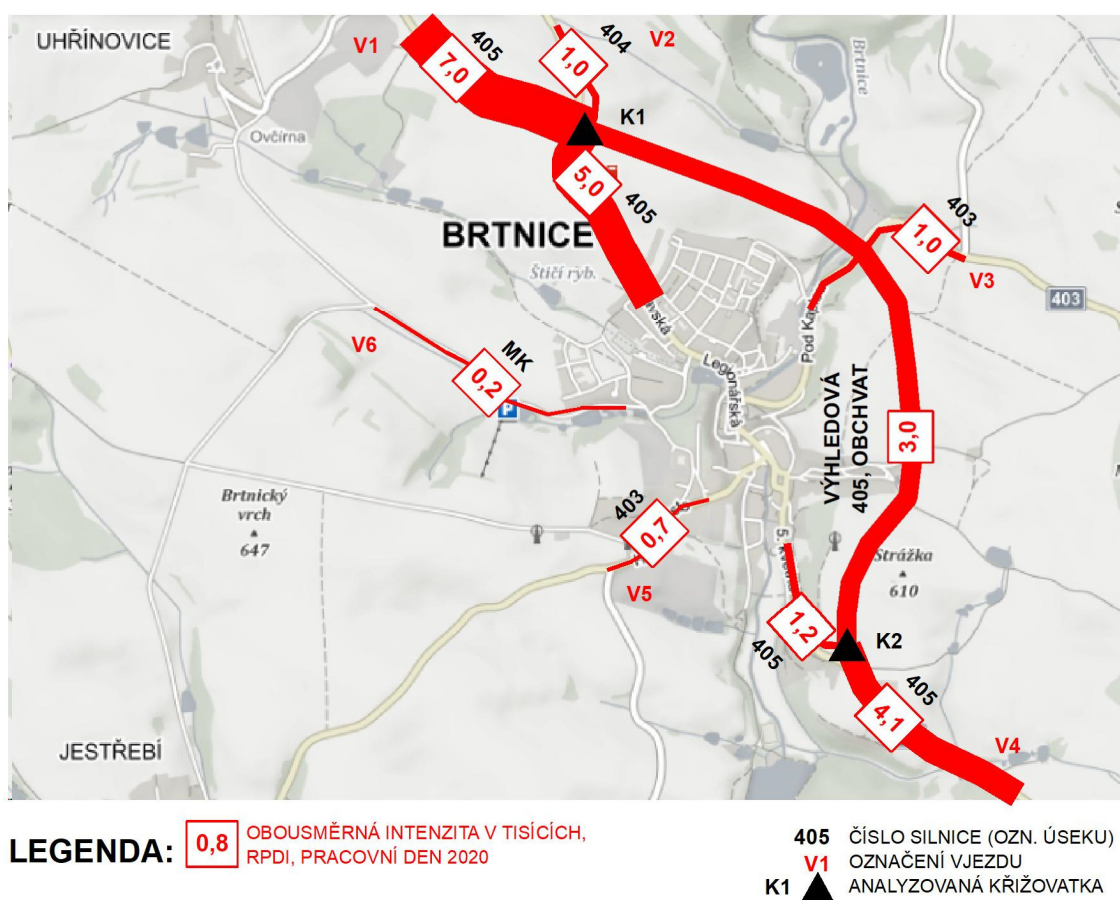 UHŘÍNOVICE
V1
405
7,0
404
1,0
V2
Brtnice
K1
Ovčírna
5,0
405
403
1,0
BRTNICE
Štičí ryb.
V3
403
Pod
V6
MK
0,2
P
Legonářská
VÝHLEDOVÁ
405, OBCHVAT
3,0
Brtnický
vrch
647
403
0,7
V5
Strážka
610
1,2
405
K2
405
4,1
V4
JESTŘEBÍ
LEGENDA:
0,8
OBOUSMĚRNÁ INTENZITA V TISÍCÍCH,
RPDI, PRACOVNÍ DEN 2020
405 ČÍSLO SILNICE (OZN. ÚSEKU)
V1 OZNAČENÍ VJEZDU
K1 ANALYZOVANÁ KŘIŽOVATKA